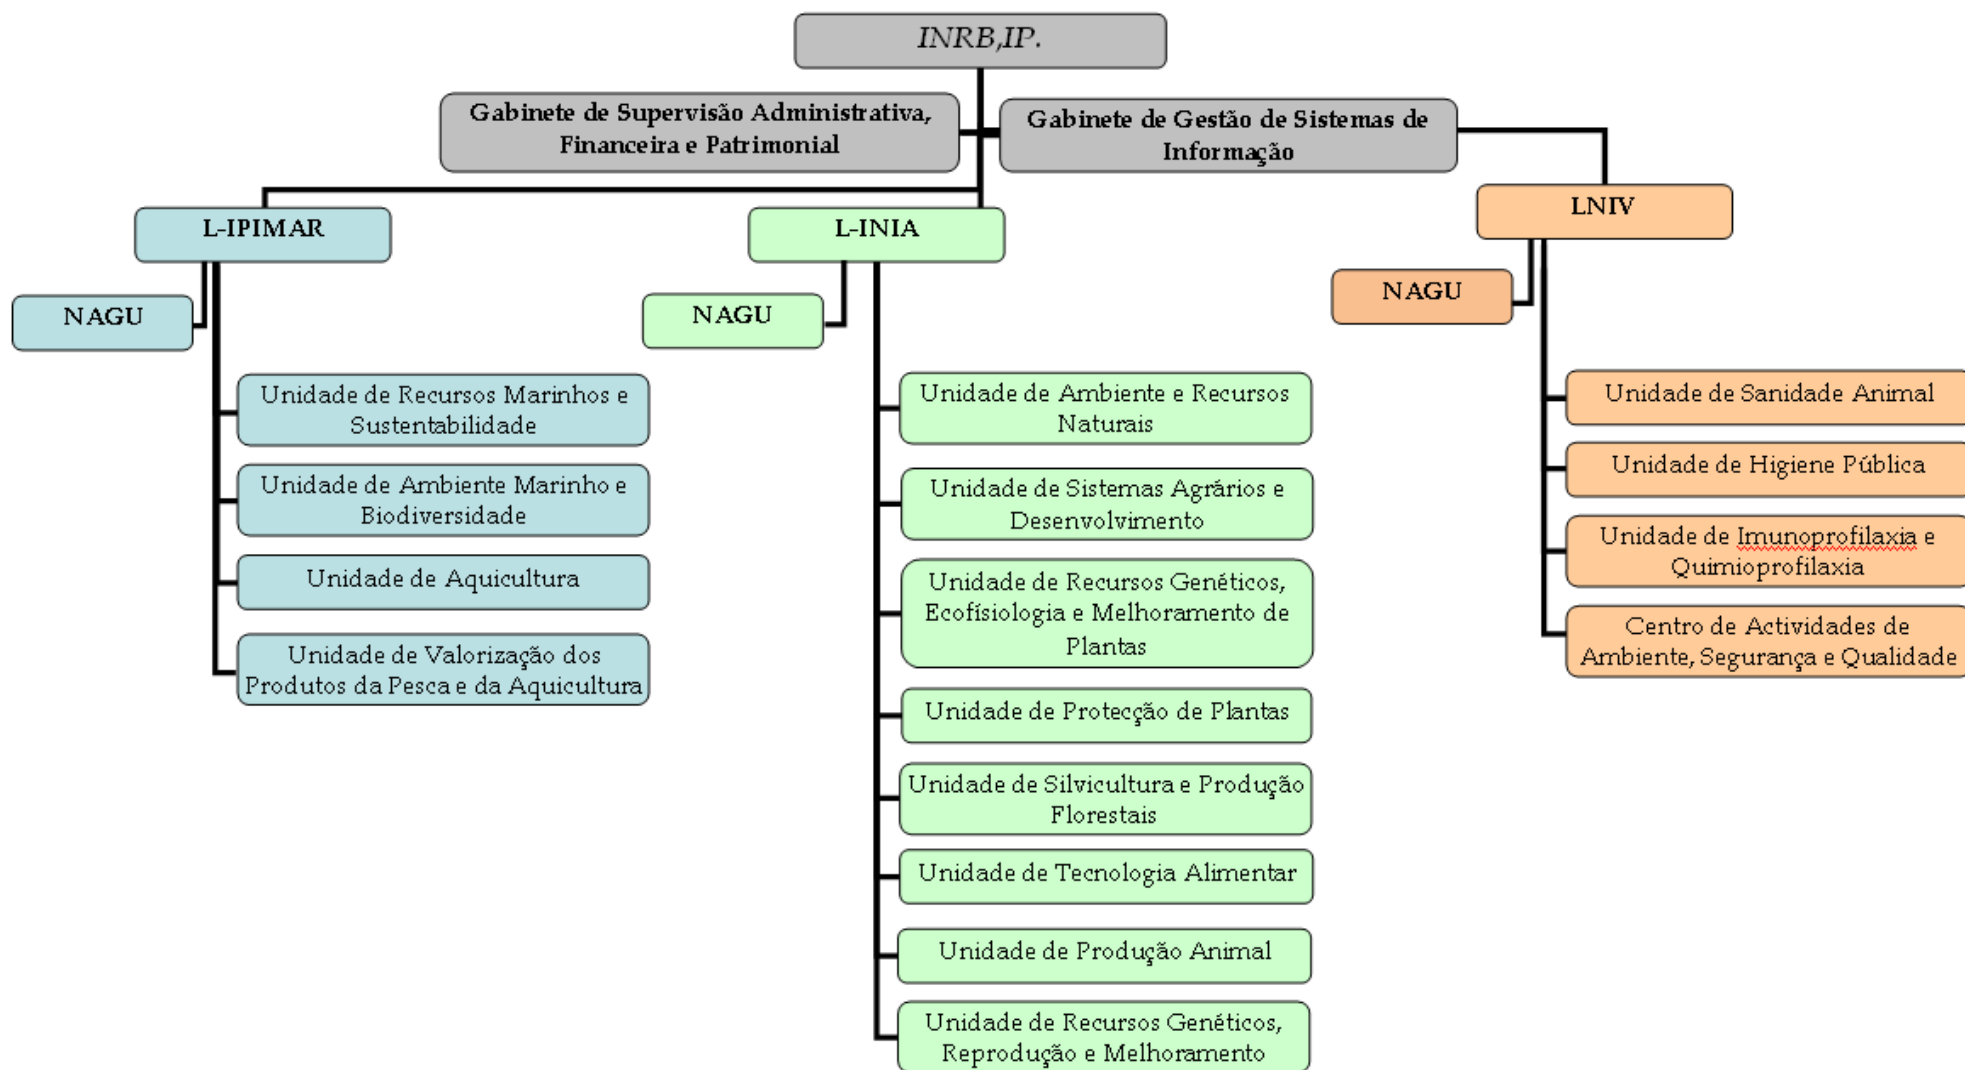 INRB,IP.
Gabinete de Supervisão Administrativa,
Financeira e Patrimonial
Gabinete de Gestão de Sistemas de
Informação
L-IPIMAR
NAGU
Unidade de Recursos Marinhos e
Sustentabilidade
Unidade de Ambiente Marinho e
Biodiversidade
Unidade de Aquicultura
Unidade de Valorização dos
Produtos da Pesca e da Aquicultura
L-INIA
NAGU
Unidade de Ambiente e Recursos
Naturais
Unidade de Sistemas Agrários e
Desenvolvimento
Unidade de Recursos Genéticos,
Ecofísiologia e Melhoramento de
Plantas
Unidade de Protecção de Plantas
Unidade de Silvicultura e Produção
Florestais
Unidade de Tecnologia Alimentar
Unidade de Produção Animal
Unidade de Recursos Genéticos,
Reprodução e Melhoramento
LNIV
NAGU
Unidade de Sanidade Animal
Unidade de Higiene Pública
Unidade de Imunoprofilaxia e
Quimioprofilaxia
Centro de Actividades de
Ambiente, Segurança e Qualidade